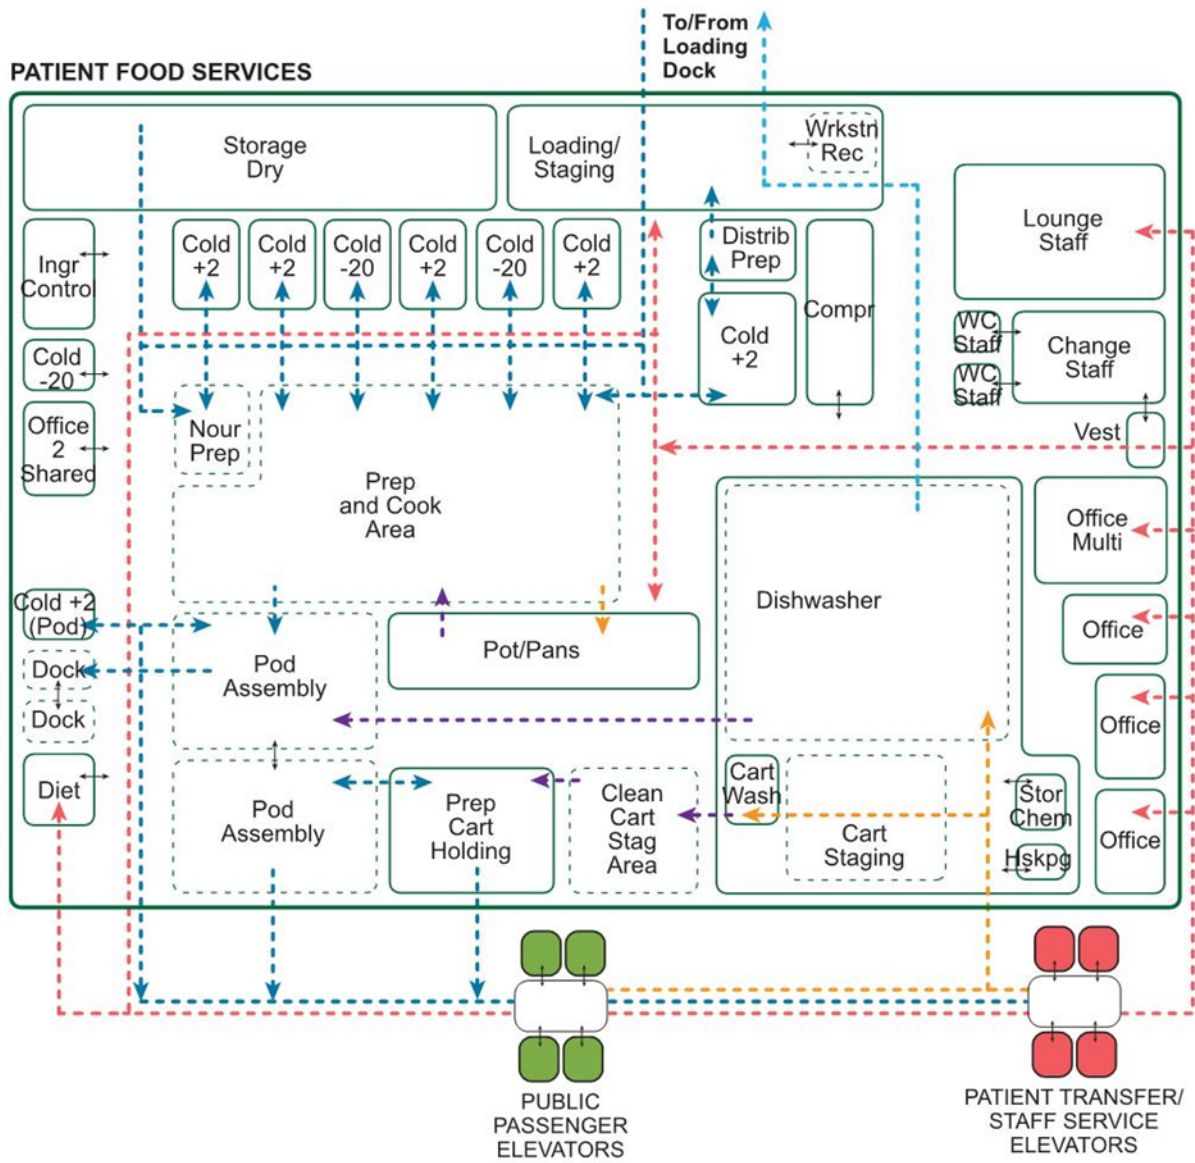 To/From
Loading
Dock
PATIENT FOOD SERVICES
Storage
Dry
Loading/
Staging
Wrkstn
Rec
Lounge
Staff
Ingr
Control
Cold
+2
Cold
+2
Cold
-20
Cold
+2
Cold
-20
Cold
+2
Distrib
Prep
Compr
Cold
+2
WC
Staff
WC
Staff
Change
Staff
Vest
Cold
-20
Office
2
Shared
Nour
Prep
Prep
and Cook
Area
Office
Multi
Dishwasher
Office
Cold +2
(Pod)
Dock
Dock
Pod
Assembly
Pot/Pans
Office
Diet
Pod
Assembly
Prep
Cart
Holding
Clean
Cart
Stag
Area
Cart
Wash
Cart
Staging
Stor
Chem
Hskpg
Office
PUBLIC
PASSENGER
ELEVATORS
PATIENT TRANSFER/
STAFF SERVICE
ELEVATORS